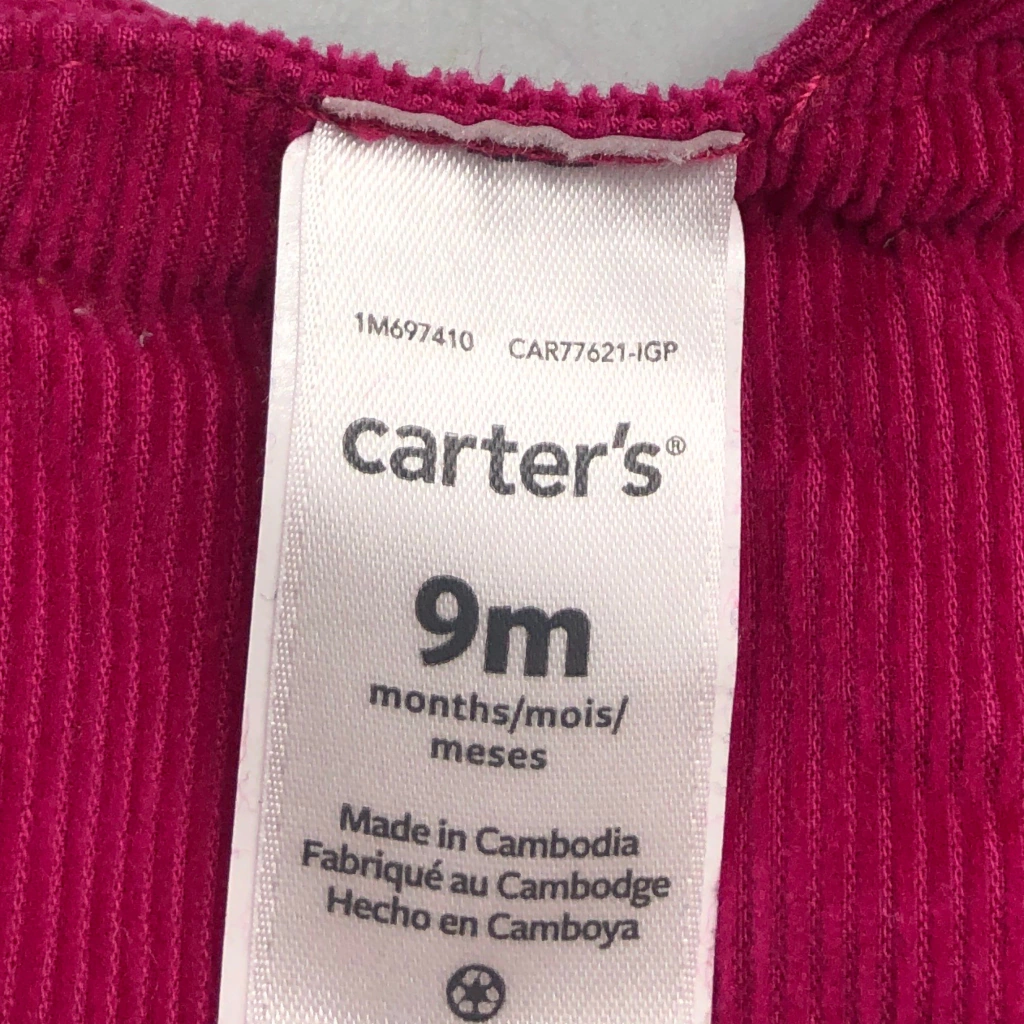 1M697410 CAR77621-IGP
carter's®
9m
months/mois/
meses
Made in Cambodia
Fabriqué au Cambodge
Hecho en Camboya